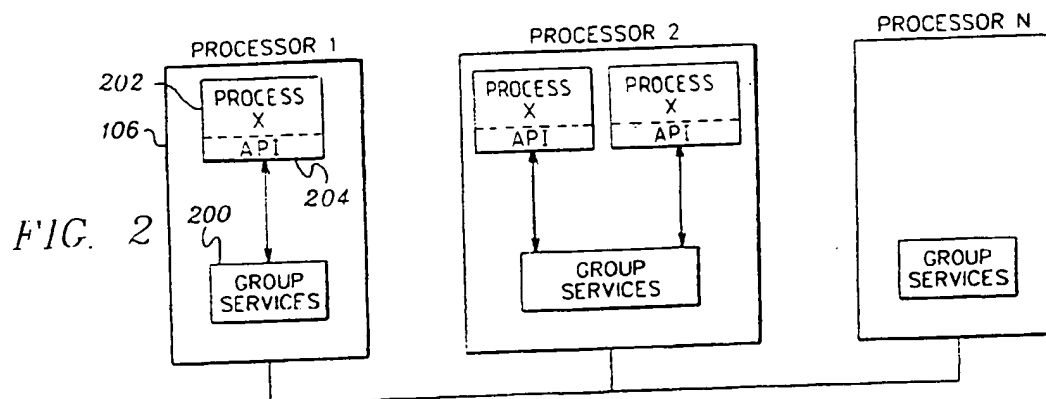 PROCESSOR 1
PROCESSOR 2
PROCESSOR N
202
PROCESS
X
API
PROCESS
X
API
PROCESS
X
API
106
204
200
FIG. 2
GROUP
SERVICES
GROUP
SERVICES
GROUP
SERVICES